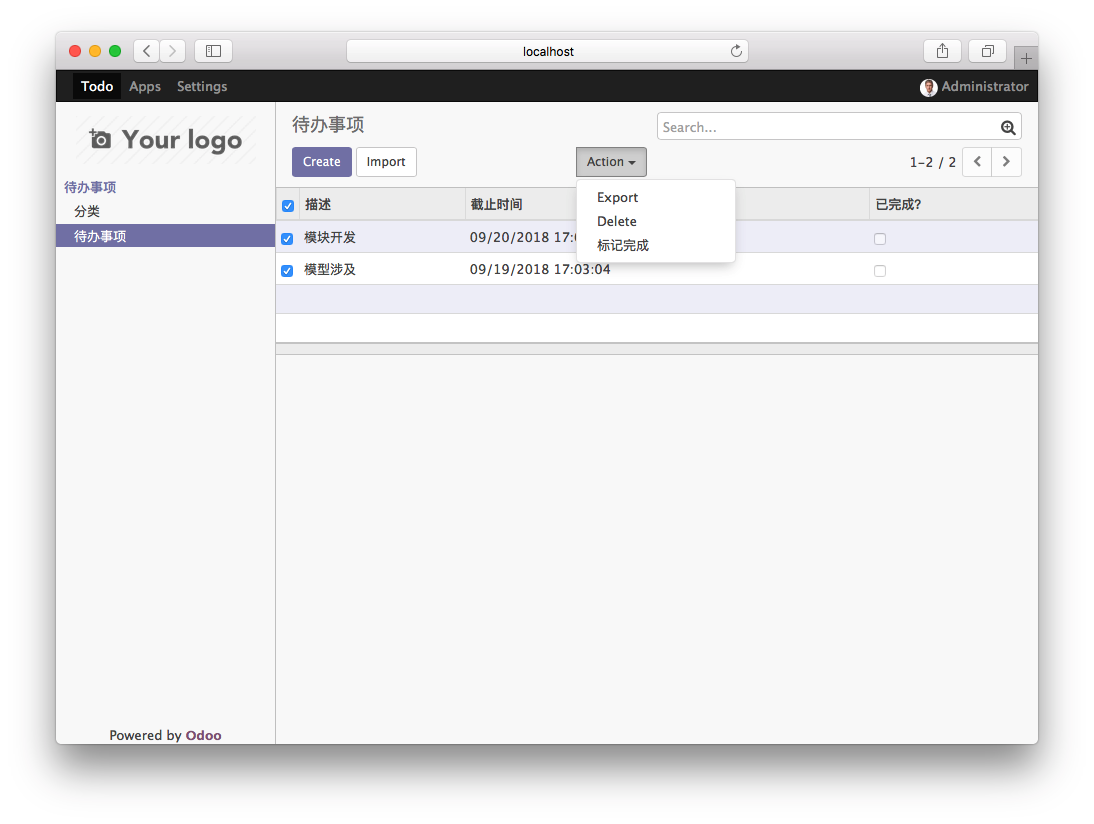 localhost
Todo Apps Settings Administrator
Your logo
待办事项
Search...
Create Import Action 1-2 / 2
待办事项
分类
待办事项
Export
Delete
标记完成
描述 截止时间 已完成?
模块开发 09/20/2018 17:
模型涉及 09/19/2018 17:03:04
Powered by Odoo